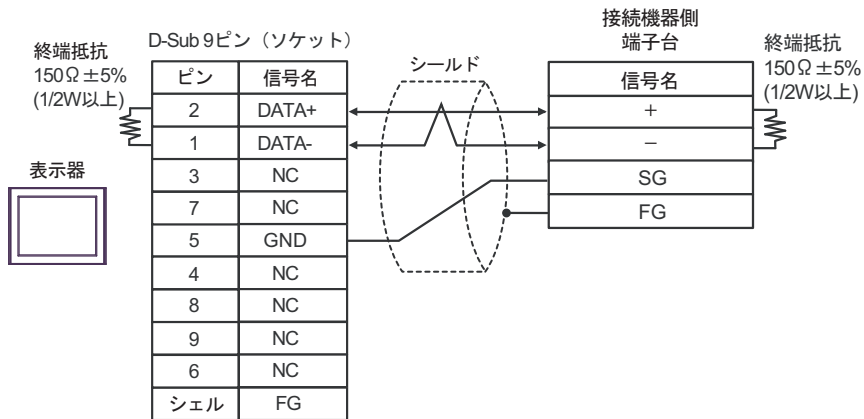 終端抵抗
150Ω±5%
(1/2W以上)
D-Sub 9ピン（ソケット）
ピン 信号名
2 DATA+
1 DATA-
3 NC
7 NC
5 GND
4 NC
8 NC
9 NC
6 NC
シェル FG
表示器
シールド
接続機器側
端子台
信号名
+
−
SG
FG
終端抵抗
150Ω±5%
(1/2W以上)